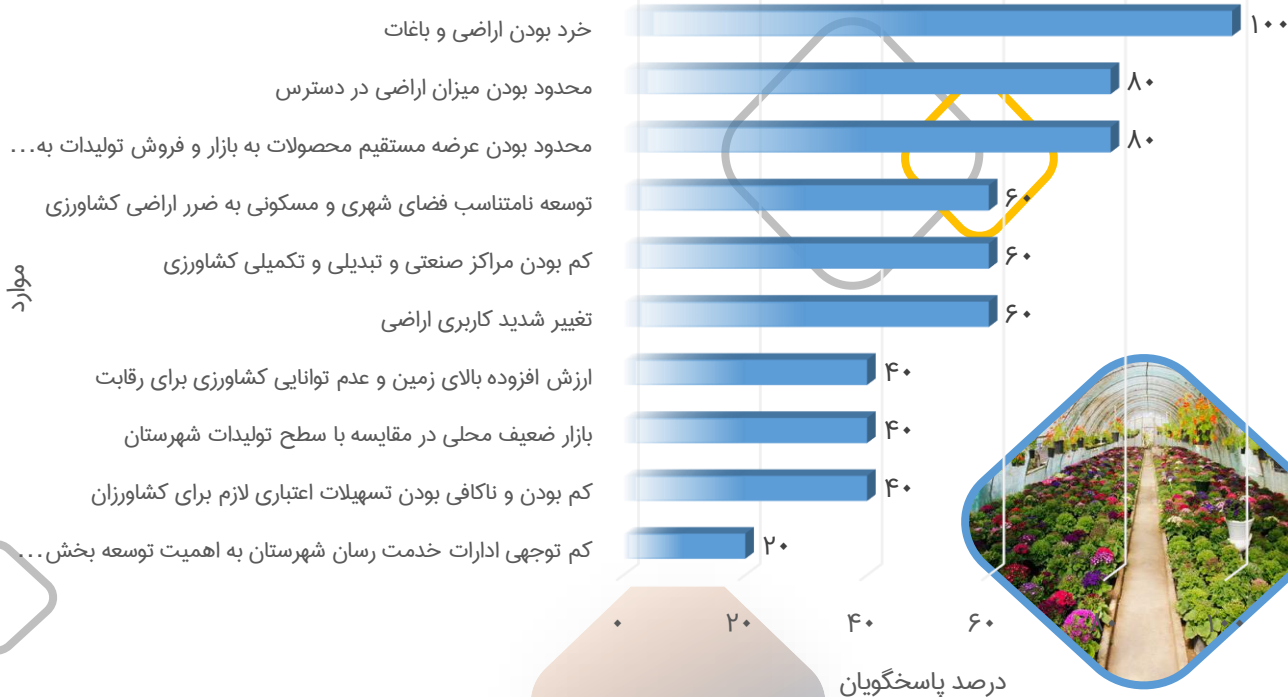 خرد بودن اراضی و باغات ۱۰۰
محدود بودن میزان اراضی در دسترس ۸۰
محدود بودن عرضه مستقیم محصولات به بازار و فروش تولیدات به... ۸۰
توسعه نامتناسب فضای شهری و مسکونی به ضرر اراضی کشاورزی ۶۰
کم بودن مراکز صنعتی و تبدیلی و تکمیلی کشاورزی ۶۰
تغییر شدید کاربری اراضی ۶۰
ارزش افزوده بالای زمین و عدم توانایی کشاورزی برای رقابت ۴۰
بازار ضعیف محلی در مقایسه با سطح تولیدات شهرستان ۴۰
کم بودن و ناکافی بودن تسهیلات اعتباری لازم برای کشاورزان ۴۰
کم توجهی ادارات خدمت رسان شهرستان به اهمیت توسعه بخش... ۲۰
موارد
۰ ۲۰ ۴۰ ۶۰
درصد پاسخگویان